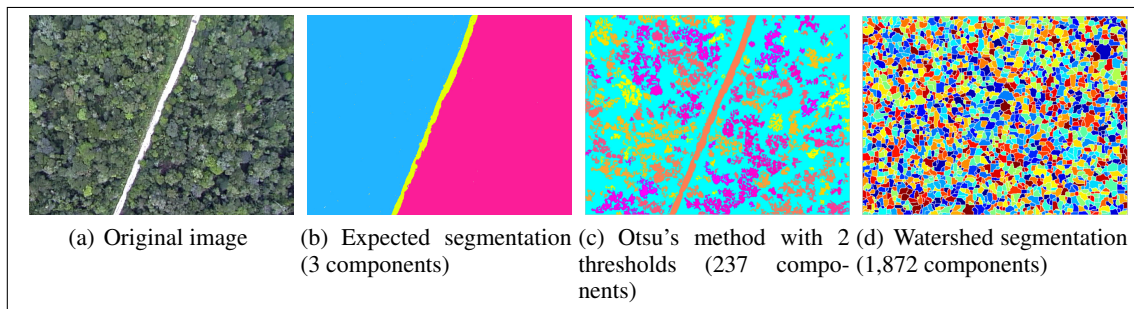 (a) Original image
(b) Expected segmentation
(3 components)
(c) Otsu's method with 2
thresholds (237 compo-
nents)
(d) Watershed segmentation
(1,872 components)